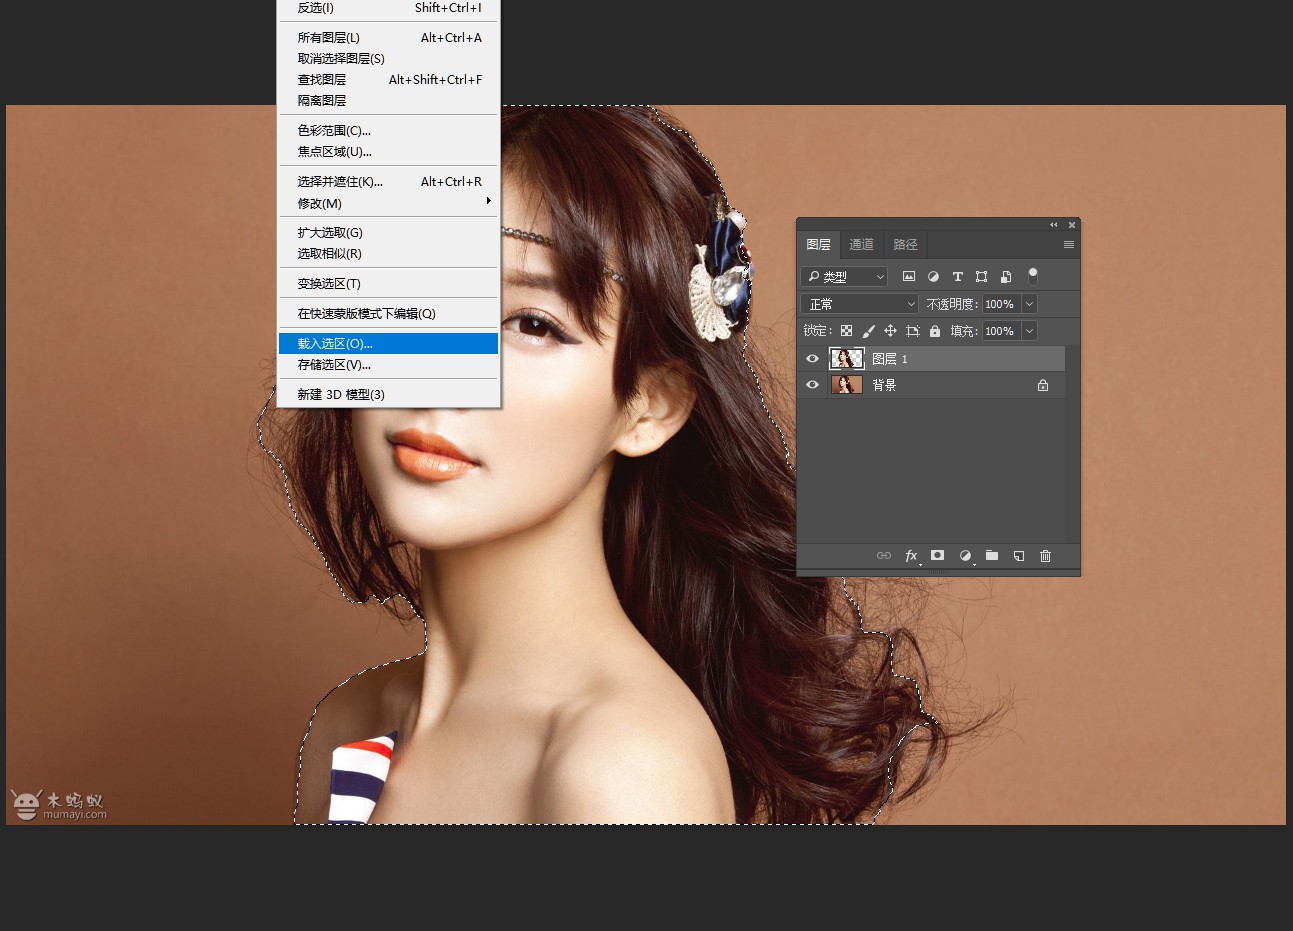 反选(I) Shift+Ctrl+I
所有图层(L) Alt+Ctrl+A
取消选择图层(S)
查找图层 Alt+Shift+Ctrl+F
隔离图层
色彩范围(C)...
焦点区域(U)...
选择并遮住(K)... Alt+Ctrl+R
修改(M)
扩大选取(G)
选取相似(R)
变换选区(T)
在快速蒙版模式下编辑(Q)
载入选区(O)...
存储选区(V)...
新建 3D 模型(3)
图层 通道 路径
类型
正常 不透明度: 100%
锁定: 填充: 100%
图层 1
背景
fx
木蚂蚁
mumayi.com